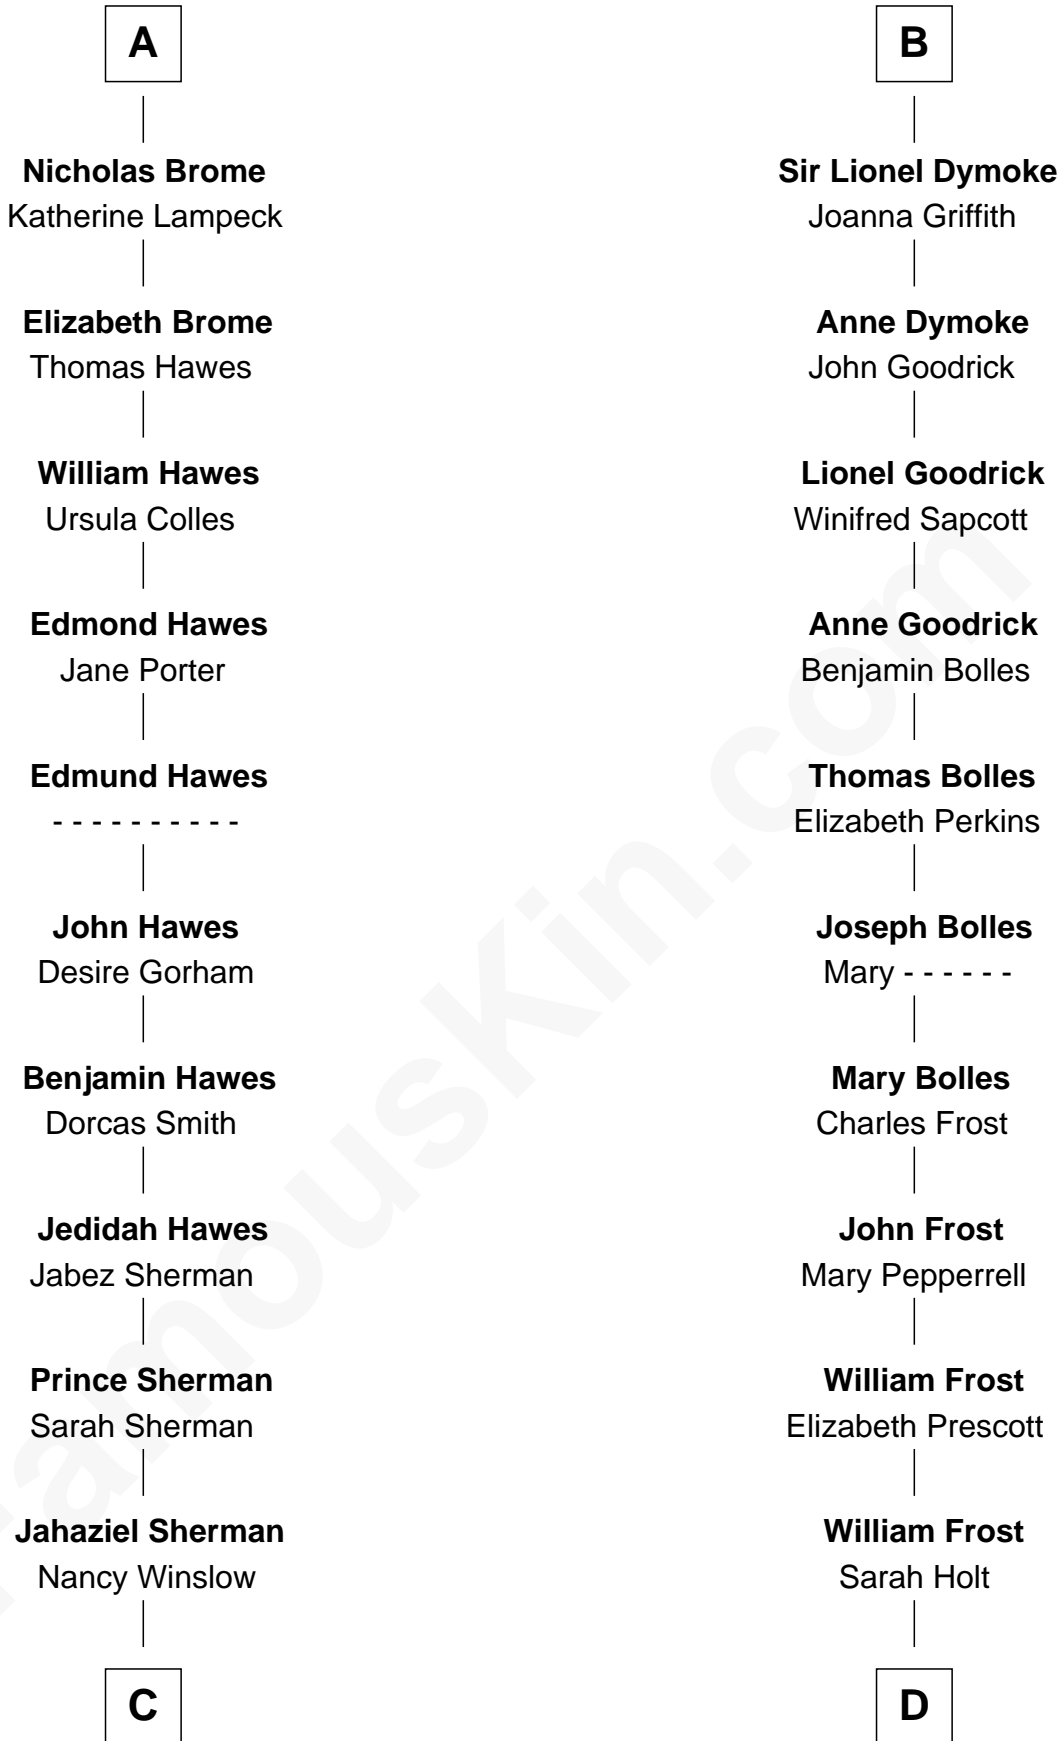 A
Nicholas Brome
Katherine Lampeck
Elizabeth Brome
Thomas Hawes
William Hawes
Ursula Colles
Edmond Hawes
Jane Porter
Edmund Hawes
- - - - - - - - - -
John Hawes
Desire Gorham
Benjamin Hawes
Dorcas Smith
Jedidah Hawes
Jabez Sherman
Prince Sherman
Sarah Sherman
Jahaziel Sherman
Nancy Winslow
C
B
Sir Lionel Dymoke
Joanna Griffith
Anne Dymoke
John Goodrick
Lionel Goodrick
Winifred Sapcott
Anne Goodrick
Benjamin Bolles
Thomas Bolles
Elizabeth Perkins
Joseph Bolles
Mary - - - - - -
Mary Bolles
Charles Frost
John Frost
Mary Pepperrell
William Frost
Elizabeth Prescott
William Frost
Sarah Holt
D
FamousKin.com